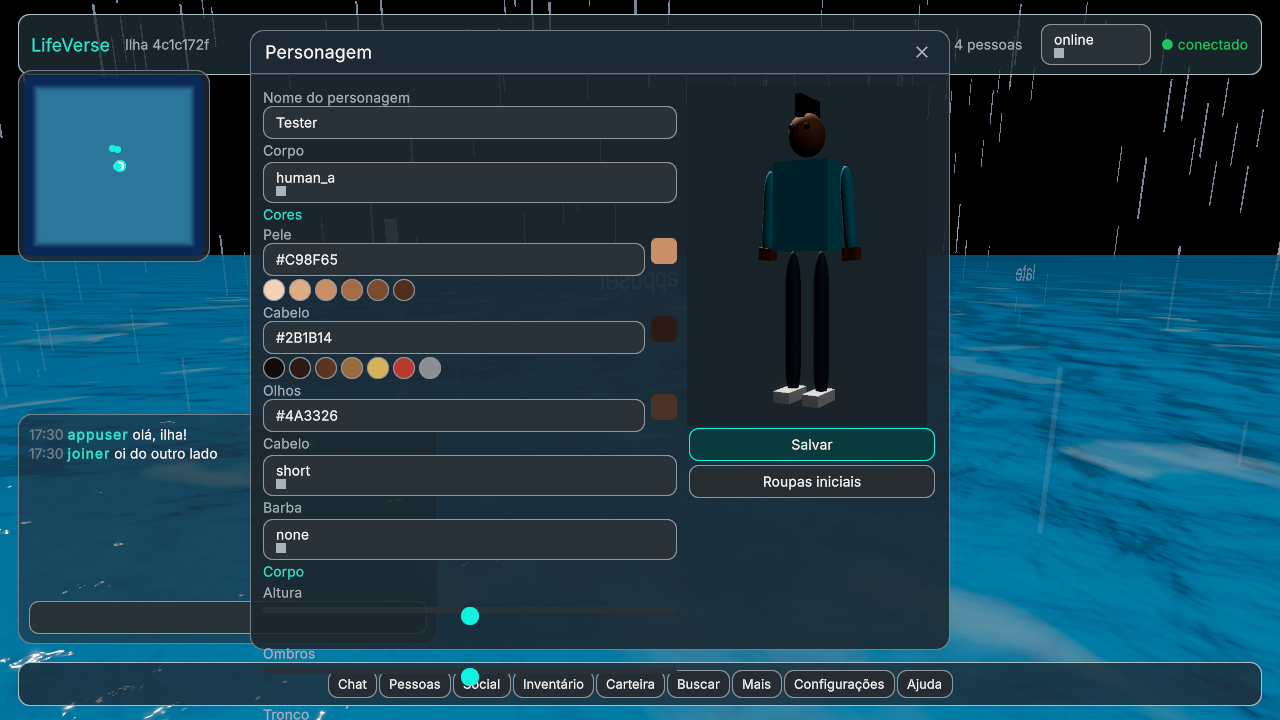 LifeVerse
Ilha 4c1c172f
4 pessoas
online
conectado
Personagem
Nome do personagem
Tester
Corpo
human_a
Cores
Pele
#C98F65
Cabelo
#2B1B14
Olhos
#4A3326
Cabelo
short
Barba
none
Corpo
Altura
Ombros
Tronco
Salvar
Roupas iniciais
appuser
late
17:30 appuser olá, ilha!
17:30 joiner oi do outro lado
Chat
Pessoas
Social
Inventário
Carteira
Buscar
Mais
Configurações
Ajuda